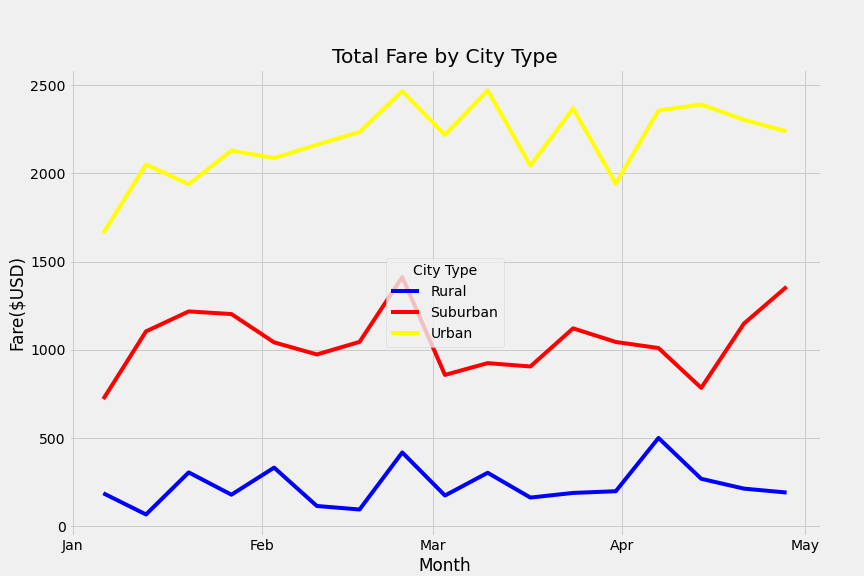 Total Fare by City Type
Fare($USD)
2500
2000
1500
1000
500
0
City Type
Rural
Suburban
Urban
Jan Feb Mar Apr May
Month